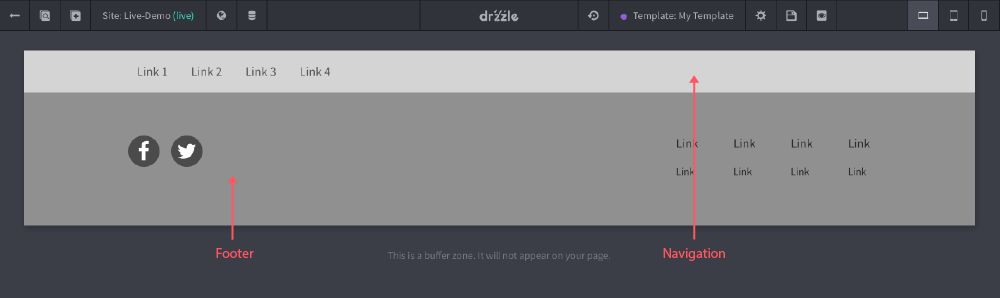 Site: Live-Demo (live)
drzzle
Template: My Template
Link 1 Link 2 Link 3 Link 4
Link Link Link Link
Link Link Link Link
Footer
This is a buffer zone. It will not appear on your page.
Navigation